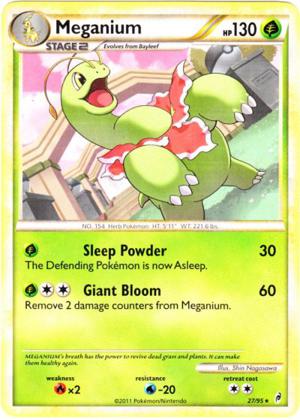 Meganium HP 130
STAGE 2 Evolves from Bayleef
NO. 154 Herb Pokémon HT. 5'11" WT. 221.6 lbs.
Sleep Powder 30
The Defending Pokémon is now Asleep.
Giant Bloom 60
Remove 2 damage counters from Meganium.
Illus. Shin Nagasawa
MEGANIUM's breath has the power to revive dead grass and plants. It can make
them healthy again.
weakness resistance retreat cost
×2 -20
©2011 Pokémon/Nintendo 27/95 ★